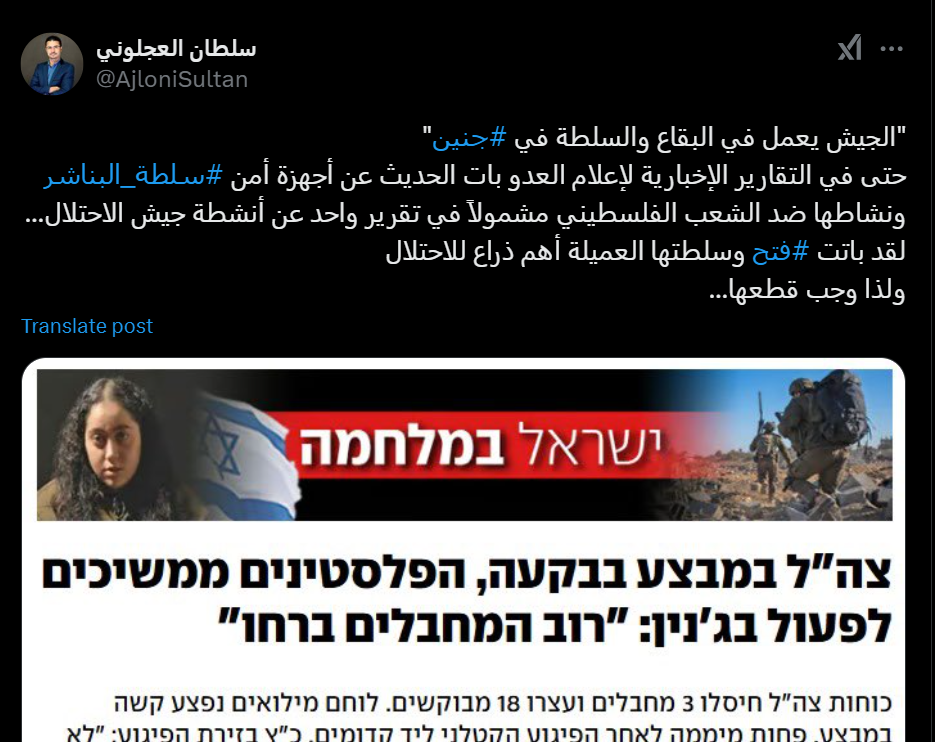 سلطان العجلوني
@AjloniSultan
"الجيش يعمل في البقاع والسلطة في #جنين"
حتى في التقارير الإخبارية لإعلام العدو بات الحديث عن أجهزة أمن #سلطة_البناشر
ونشاطها ضد الشعب الفلسطيني مشمولاً في تقرير واحد عن أنشطة جيش الاحتلال...
لقد باتت #فتح وسلطتها العميلة أهم ذراع للاحتلال
ولذا وجب قطعها...
Translate post
ישראל במלחמה
צה"ל במבצע בבקעה, הפלסטינים ממשיכים
לפעול בג'נין: "רוב המחבלים ברחו"
כוחות צה"ל חיסלו 3 מחבלים ועצרו 18 מבוקשים. לוחם מילואים נפצע קשה
במבצע. פחות מיממה לאחר הפיגוע הקטלני ליד קדומים. כ"ץ בזירת הפיגוע: "לא